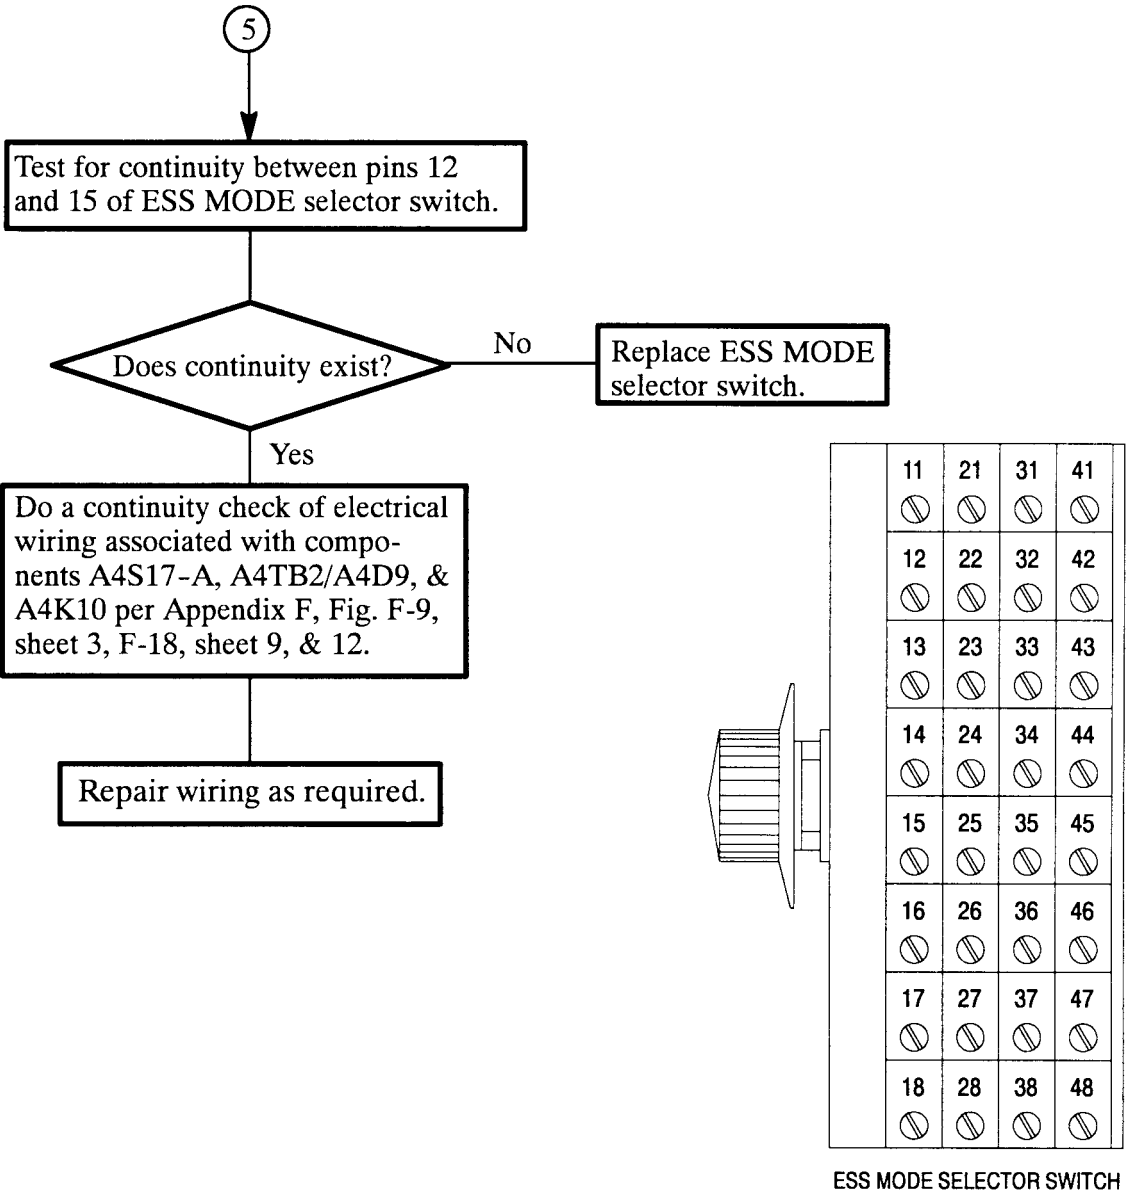 5
Test for continuity between pins 12
and 15 of ESS MODE selector switch.
Does continuity exist?
No
Replace ESS MODE
selector switch.
Yes
Do a continuity check of electrical
wiring associated with compo-
nents A4S17-A, A4TB2/A4D9, &
A4K10 per Appendix F, Fig. F-9,
sheet 3, F-18, sheet 9, & 12.
Repair wiring as required.
11 21 31 41
12 22 32 42
13 23 33 43
14 24 34 44
15 25 35 45
16 26 36 46
17 27 37 47
18 28 38 48
ESS MODE SELECTOR SWITCH